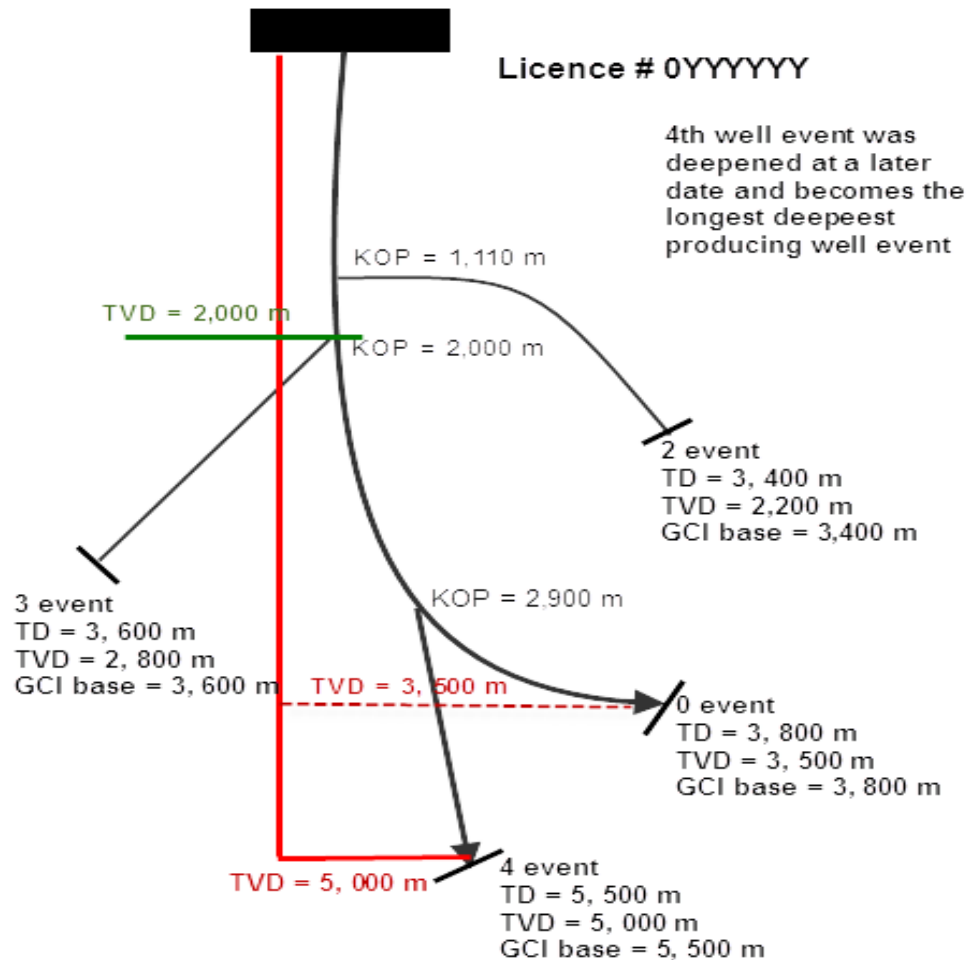 Licence # 0YYYYYY
4th well event was
deepened at a later
date and becomes the
longest deepeest
producing well event
KOP = 1,110 m
TVD = 2,000 m
KOP = 2,000 m
2 event
TD = 3, 400 m
TVD = 2,200 m
GCI base = 3,400 m
KOP = 2,900 m
3 event
TD = 3, 600 m
TVD = 2, 800 m
GCI base = 3, 600 m
TVD = 3, 500 m
0 event
TD = 3, 800 m
TVD = 3, 500 m
GCI base = 3, 800 m
TVD = 5, 000 m
4 event
TD = 5, 500 m
TVD = 5, 000 m
GCI base = 5, 500 m